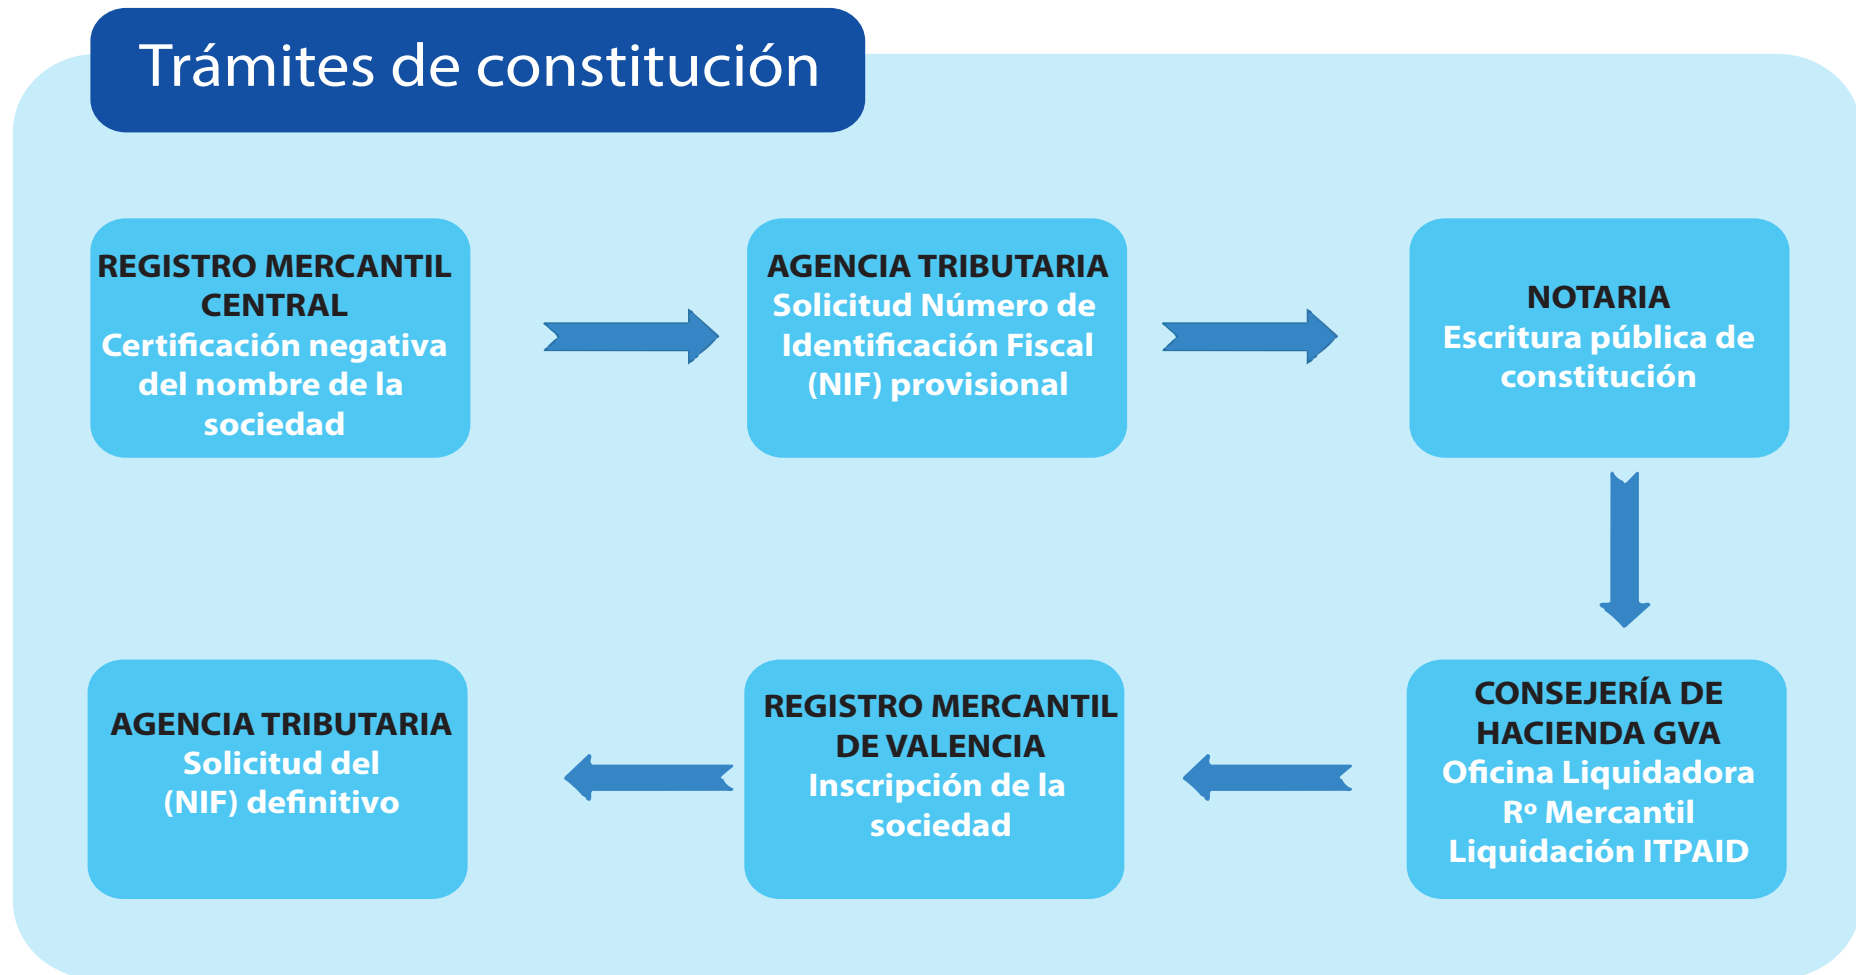 Trámites de constitución
REGISTRO MERCANTIL
CENTRAL
Certificación negativa
del nombre de la
sociedad
AGENCIA TRIBUTARIA
Solicitud Número de
Identificación Fiscal
(NIF) provisional
NOTARIA
Escritura pública de
constitución
CONSEJERÍA DE
HACIENDA GVA
Oficina Liquidadora
Rº Mercantil
Liquidación ITPAID
REGISTRO MERCANTIL
DE VALENCIA
Inscripción de la
sociedad
AGENCIA TRIBUTARIA
Solicitud del
(NIF) definitivo